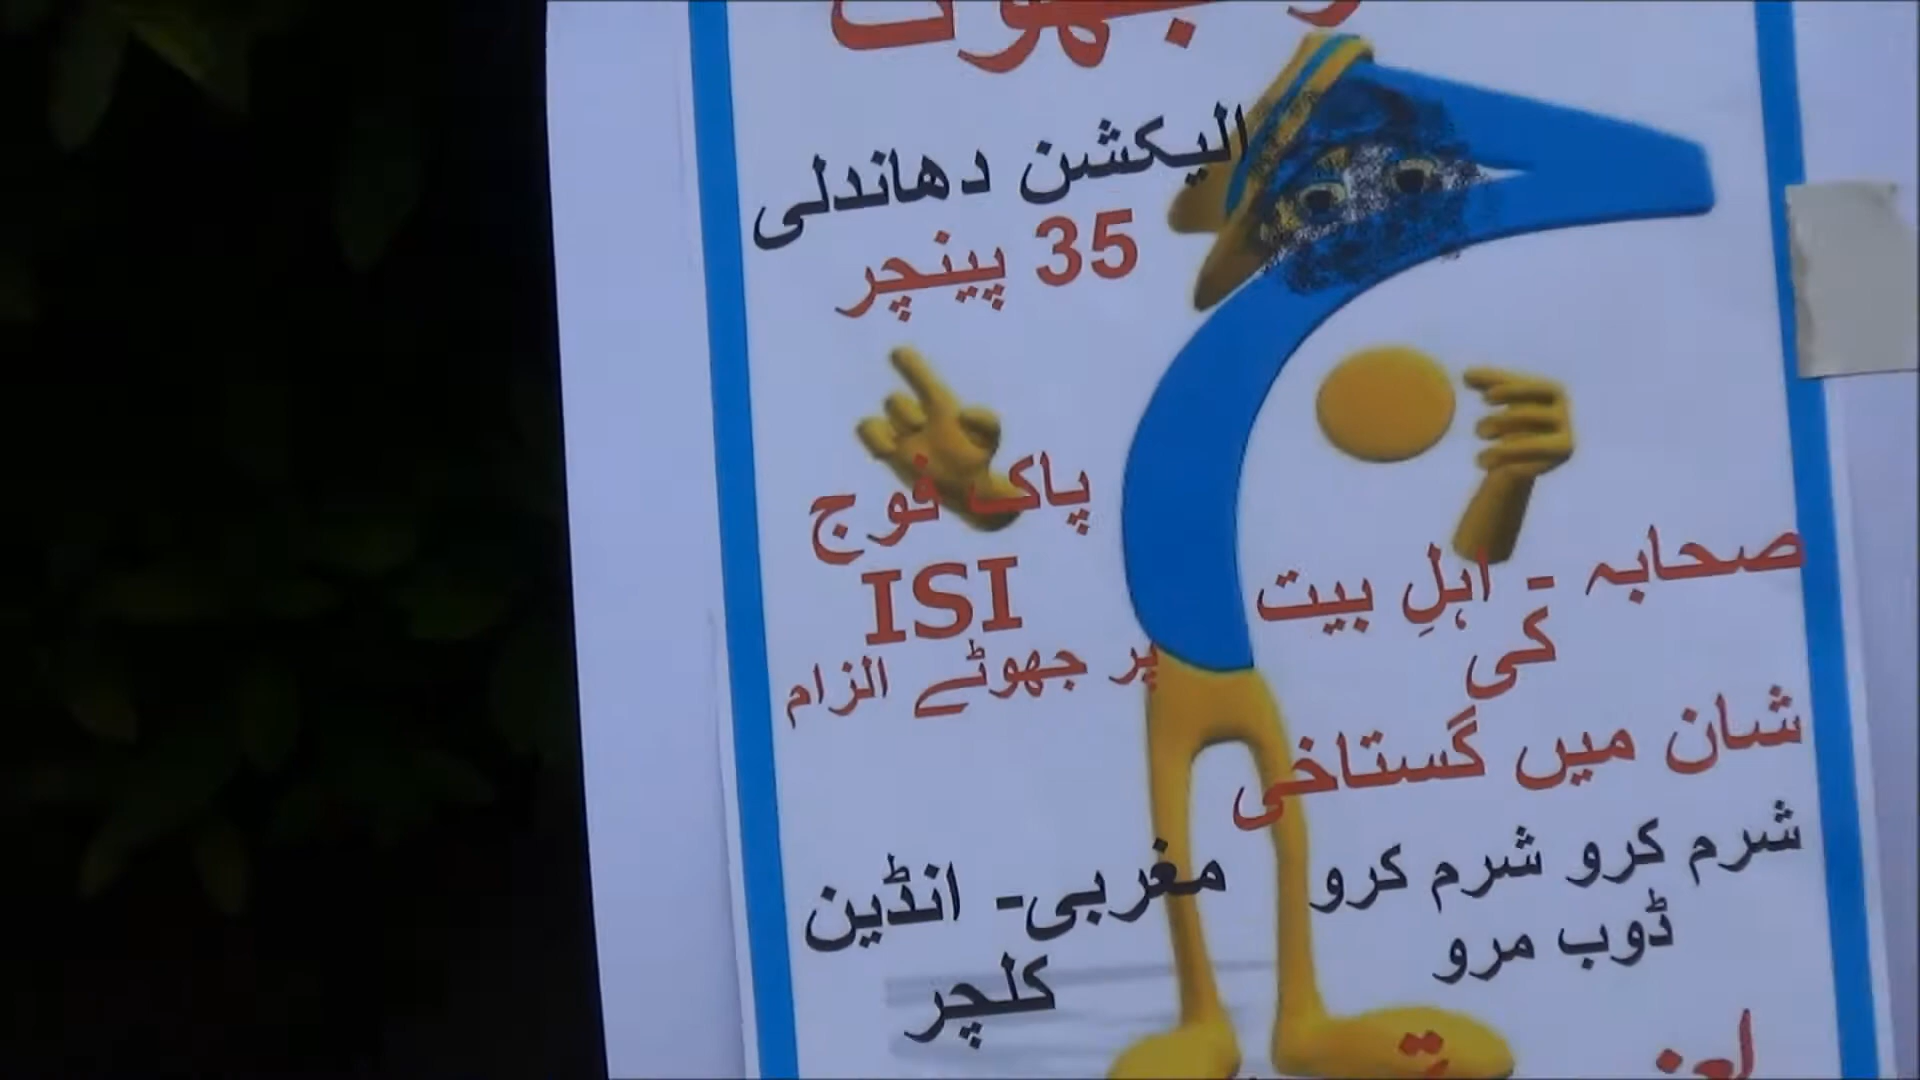 الیکشن دھاندلی
35 پینچر
پاک فوج
ISI
پر جھوٹے الزام
مغربی- انڈین
کلچر
صحابہ - اہلِ بیت
کی
شان میں گستاخی
شرم کرو شرم کرو
ڈوب مرو